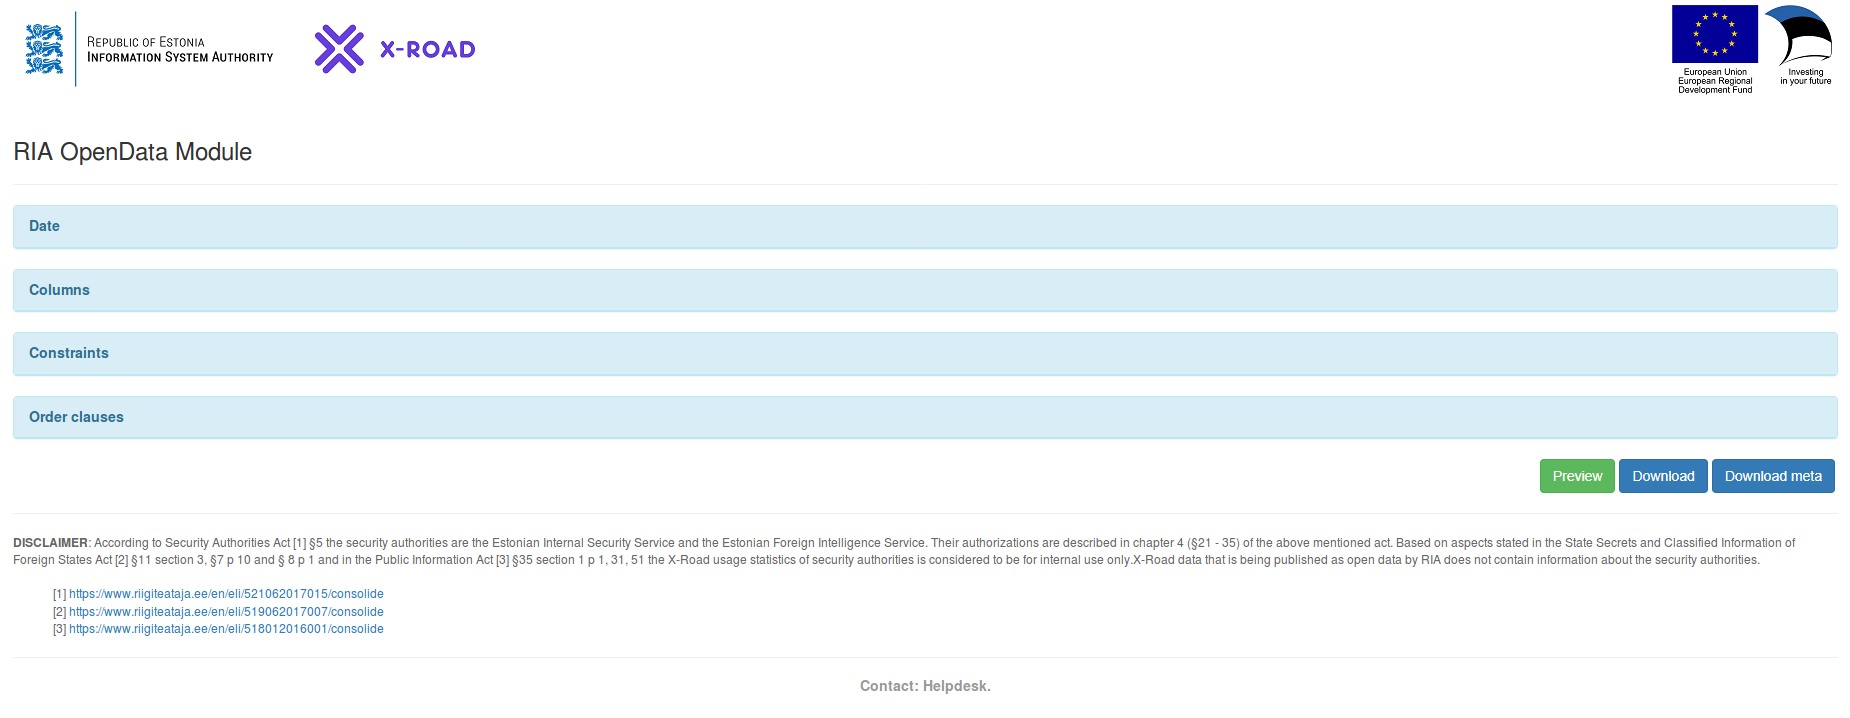 REPUBLIC OF ESTONIA
INFORMATION SYSTEM AUTHORITY
X-ROAD
European Union
European Regional
Development Fund
Investing
in your future
RIA OpenData Module
Date
Columns
Constraints
Order clauses
Preview Download Download meta
DISCLAIMER: According to Security Authorities Act [1] §5 the security authorities are the Estonian Internal Security Service and the Estonian Foreign Intelligence Service. Their authorizations are described in chapter 4 (§21 - 35) of the above mentioned act. Based on aspects stated in the State Secrets and Classified Information of
Foreign States Act [2] §11 section 3, §7 p 10 and § 8 p 1 and in the Public Information Act [3] §35 section 1 p 1, 31, 51 the X-Road usage statistics of security authorities is considered to be for internal use only.X-Road data that is being published as open data by RIA does not contain information about the security authorities.
[1] https://www.riigiteataja.ee/en/eli/521062017015/consolide
[2] https://www.riigiteataja.ee/en/eli/519062017007/consolide
[3] https://www.riigiteataja.ee/en/eli/518012016001/consolide
Contact: Helpdesk.